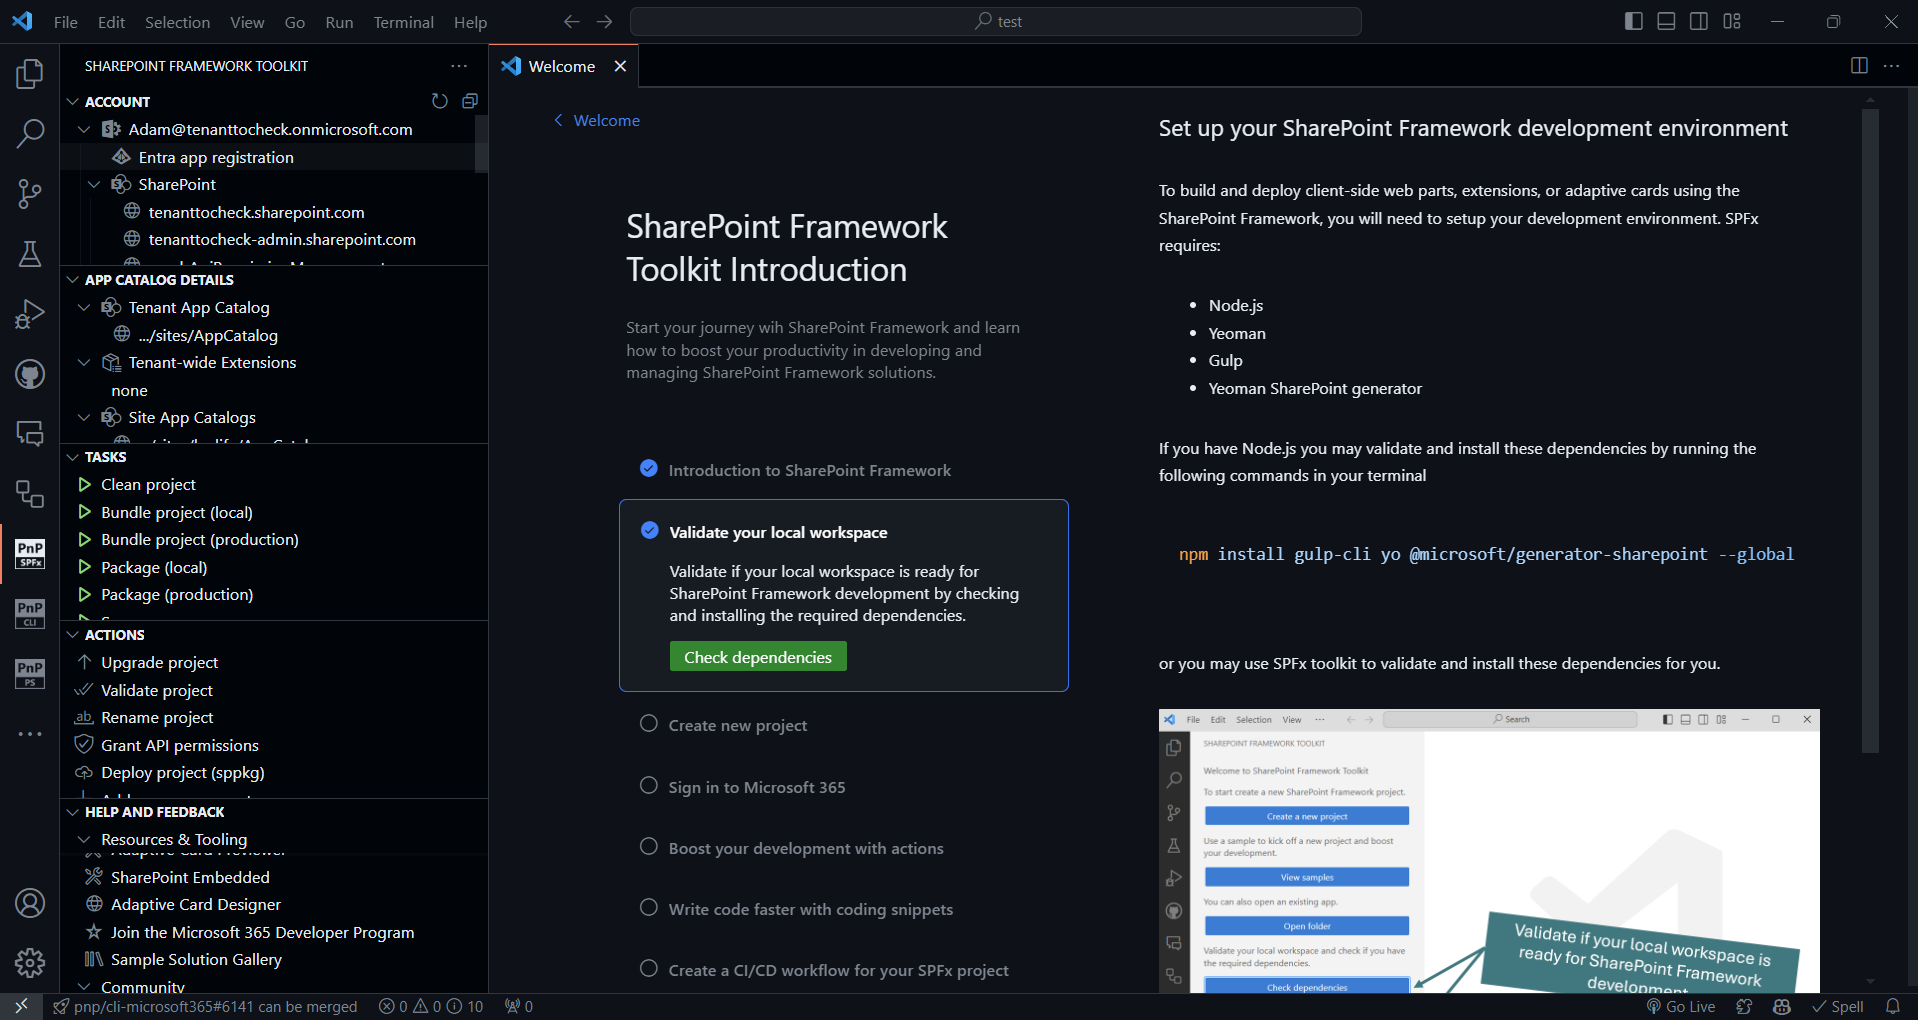 File Edit Selection View Go Run Terminal Help
test
SHAREPOINT FRAMEWORK TOOLKIT
ACCOUNT
Adam@tenanttocheck.onmicrosoft.com
Entra app registration
SharePoint
tenanttocheck.sharepoint.com
tenanttocheck-admin.sharepoint.com
APP CATALOG DETAILS
Tenant App Catalog
.../sites/AppCatalog
Tenant-wide Extensions
none
Site App Catalogs
TASKS
Clean project
Bundle project (local)
Bundle project (production)
Package (local)
Package (production)
ACTIONS
Upgrade project
Validate project
Rename project
Grant API permissions
Deploy project (sppkg)
HELP AND FEEDBACK
Resources & Tooling
Adaptive Card Previewer
SharePoint Embedded
Adaptive Card Designer
Join the Microsoft 365 Developer Program
Sample Solution Gallery
Community
PnP
SPFx
PnP
CLI
PnP
PS
Welcome
Welcome
SharePoint Framework
Toolkit Introduction
Start your journey wih SharePoint Framework and learn
how to boost your productivity in developing and
managing SharePoint Framework solutions.
Introduction to SharePoint Framework
Validate your local workspace
Validate if your local workspace is ready for
SharePoint Framework development by checking
and installing the required dependencies.
Check dependencies
Create new project
Sign in to Microsoft 365
Boost your development with actions
Write code faster with coding snippets
Create a CI/CD workflow for your SPFx project
Set up your SharePoint Framework development environment
To build and deploy client-side web parts, extensions, or adaptive cards using the
SharePoint Framework, you will need to setup your development environment. SPFx
requires:
Node.js
Yeoman
Gulp
Yeoman SharePoint generator
If you have Node.js you may validate and install these dependencies by running the
following commands in your terminal
npm install gulp-cli yo @microsoft/generator-sharepoint --global
or you may use SPFx toolkit to validate and install these dependencies for you.
File Edit Selection View ···
Search
SHAREPOINT FRAMEWORK TOOLKIT
Welcome to SharePoint Framework Toolkit
To start create a new SharePoint Framework project.
Create a new project
Use a sample to kick off a new project and boost
your development.
View samples
You can also open an existing app.
Open folder
Validate your local workspace and check if you have
the required dependencies.
Check dependencies
Validate if your local workspace is
ready for SharePoint Framework
development
pnp/cli-microsoft365#6141 can be merged
0 0 10
0
Go Live
Spell